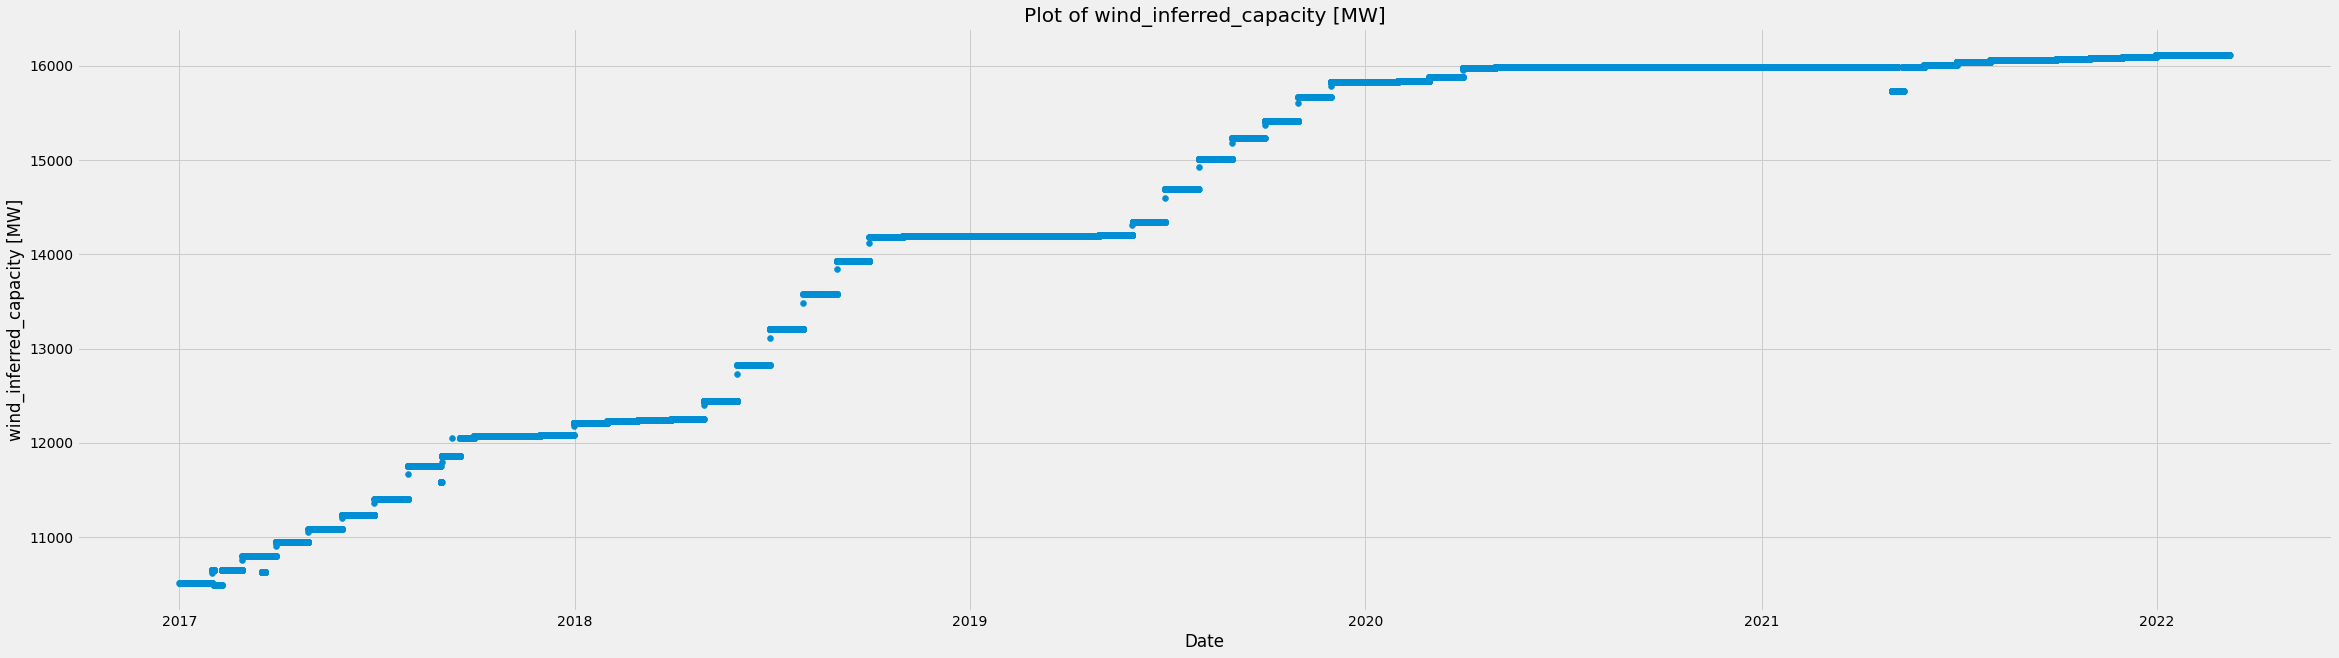 Plot of wind_inferred_capacity [MW]
wind_inferred_capacity [MW]
16000
15000
14000
13000
12000
11000
2017 2018 2019 2020 2021 2022
Date